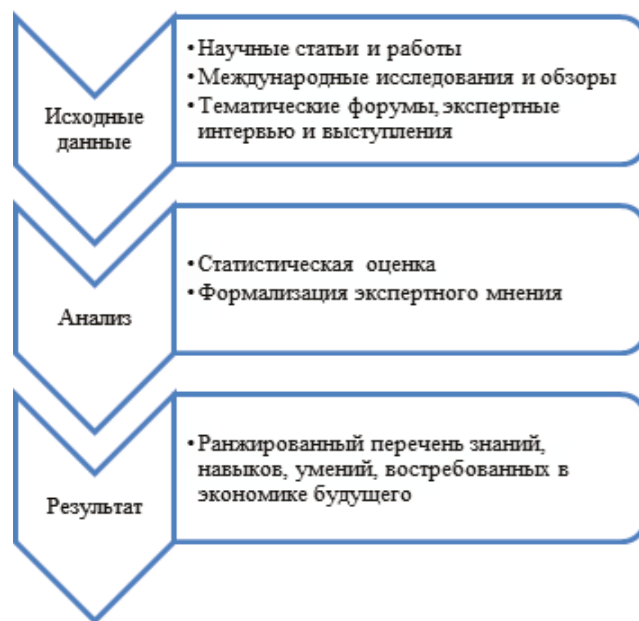 Исходные
данные
•Научные статьи и работы
•Международные исследования и обзоры
•Тематические форумы, экспертные
интервью и выступления
Анализ
•Статистическая оценка
•Формализация экспертного мнения
Результат
•Ранжированный перечень знаний,
навыков, умений, востребованных в
экономике будущего